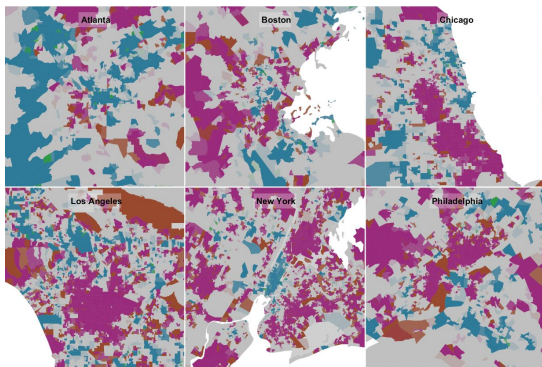 Atlanta
Boston
Chicago
Los Angeles
New York
Philadelphia